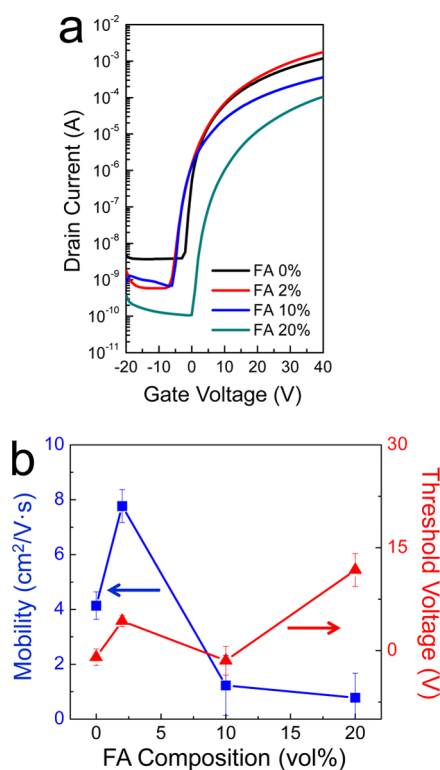 a
10⁻²
10⁻³
10⁻⁴
10⁻⁵
10⁻⁶
10⁻⁷
10⁻⁸
10⁻⁹
10⁻¹⁰
10⁻¹¹
Drain Current (A)
FA 0%
FA 2%
FA 10%
FA 20%
-20 -10 0 10 20 30 40
Gate Voltage (V)
b
10
8
6
4
2
0
Mobility (cm²/V·s)
30
15
0
Threshold Voltage (V)
0 5 10 15 20
FA Composition (vol%)